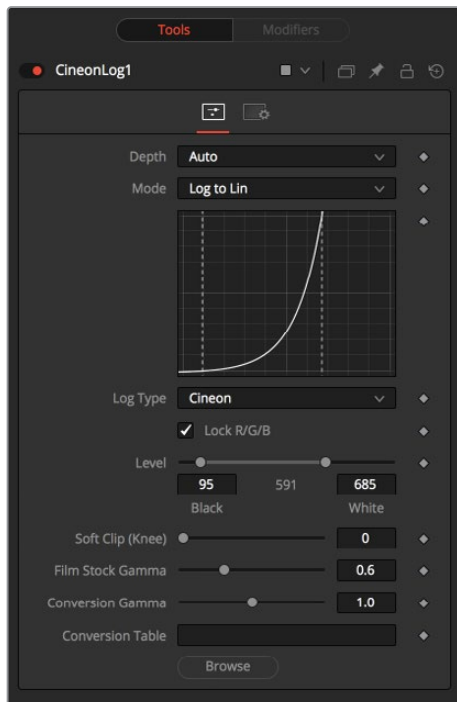 Tools Modifiers
CineonLog1
Depth Auto
Mode Log to Lin
Log Type Cineon
Lock R/G/B
Level
95 591 685
Black White
Soft Clip (Knee) 0
Film Stock Gamma 0.6
Conversion Gamma 1.0
Conversion Table
Browse